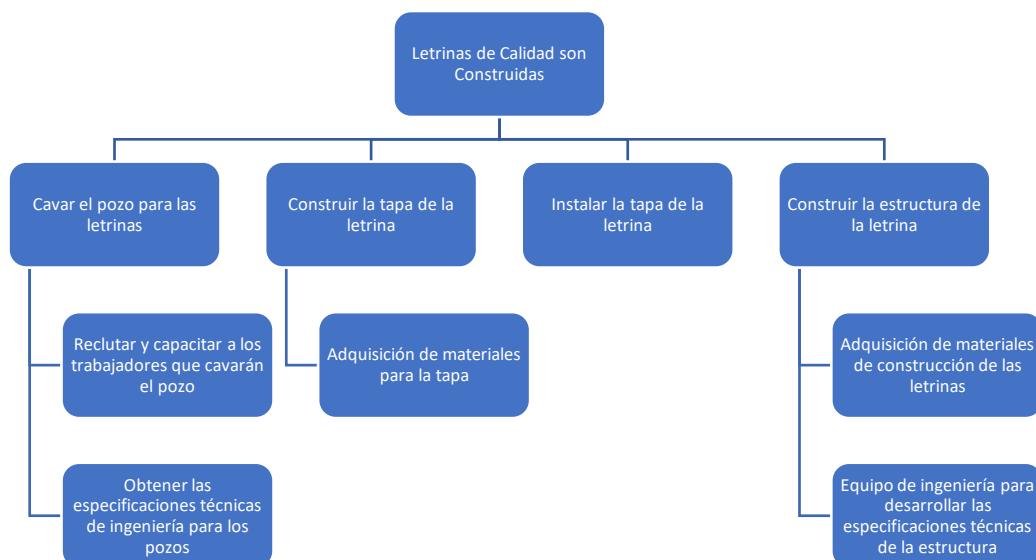 Letrinas de Calidad son
Construidas
Cavar el pozo para las
letrinas
Construir la tapa de la
letrina
Instalar la tapa de la
letrina
Construir la estructura de
la letrina
Reclutar y capacitar a los
trabajadores que cavarán
el pozo
Adquisición de materiales
para la tapa
Adquisición de materiales
de construcción de las
letrinas
Obtener las
especificaciones técnicas
de ingeniería para los
pozos
Equipo de ingeniería para
desarrollar las
especificaciones técnicas
de la estructura